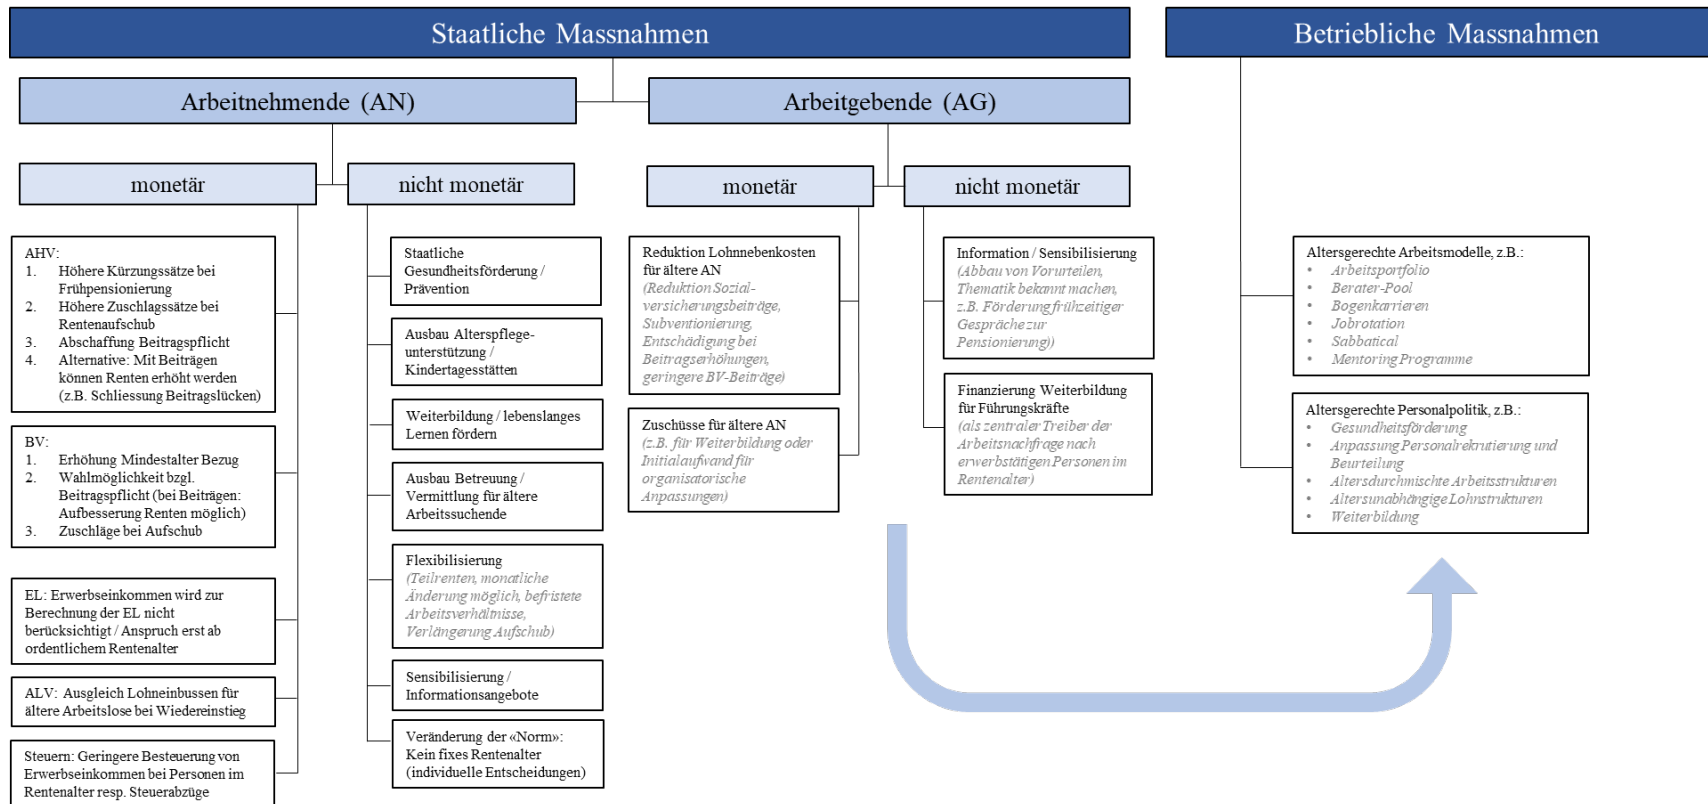 Staatliche Massnahmen
Betriebliche Massnahmen
Arbeitnehmende (AN)
Arbeitgebende (AG)
monetär
nicht monetär
monetär
nicht monetär
AHV:
1. Höhere Kürzungssätze bei
Frühpensionierung
2. Höhere Zuschlagssätze bei
Rentenaufschub
3. Abschaffung Beitragspflicht
4. Alternative: Mit Beiträgen
können Renten erhöht werden
(z.B. Schliessung Beitragslücken)
BV:
1. Erhöhung Mindestalter Bezug
2. Wahlmöglichkeit bzgl.
Beitragspflicht (bei Beiträgen:
Aufbesserung Renten möglich)
3. Zuschläge bei Aufschub
EL: Erwerbseinkommen wird zur
Berechnung der EL nicht
berücksichtigt / Anspruch erst ab
ordentlichem Rentenalter
ALV: Ausgleich Lohneinbussen für
ältere Arbeitslose bei Wiedereinstieg
Steuern: Geringere Besteuerung von
Erwerbseinkommen bei Personen im
Rentenalter resp. Steuerabzüge
Staatliche
Gesundheitsförderung /
Prävention
Ausbau Alterspflege-
unterstützung /
Kindertagesstätten
Weiterbildung / lebenslanges
Lernen fördern
Ausbau Betreuung /
Vermittlung für ältere
Arbeitssuchende
Flexibilisierung
(Teilrenten, monatliche
Änderung möglich, befristete
Arbeitsverhältnisse,
Verlängerung Aufschub)
Sensibilisierung /
Informationsangebote
Veränderung der «Norm»:
Kein fixes Rentenalter
(individuelle Entscheidungen)
Reduktion Lohnnebenkosten
für ältere AN
(Reduktion Sozial-
versicherungsbeiträge,
Subventionierung,
Entschädigung bei
Beitragserhöhungen,
geringere BV-Beiträge)
Zuschüsse für ältere AN
(z.B. für Weiterbildung oder
Initialaufwand für
organisatorische
Anpassungen)
Information / Sensibilisierung
(Abbau von Vorurteilen,
Thematik bekannt machen,
z.B. Förderung frühzeitiger
Gespräche zur
Pensionierung))
Finanzierung Weiterbildung
für Führungskräfte
(als zentraler Treiber der
Arbeitsnachfrage nach
erwerbstätigen Personen im
Rentenalter)
Altersgerechte Arbeitsmodelle, z.B.:
• Arbeitsportfolio
• Berater-Pool
• Bogenkarrieren
• Jobrotation
• Sabbatical
• Mentoring Programme
Altersgerechte Personalpolitik, z.B.:
• Gesundheitsförderung
• Anpassung Personalrekrutierung und
Beurteilung
• Altersdurchmischte Arbeitsstrukturen
• Altersunabhängige Lohnstrukturen
• Weiterbildung